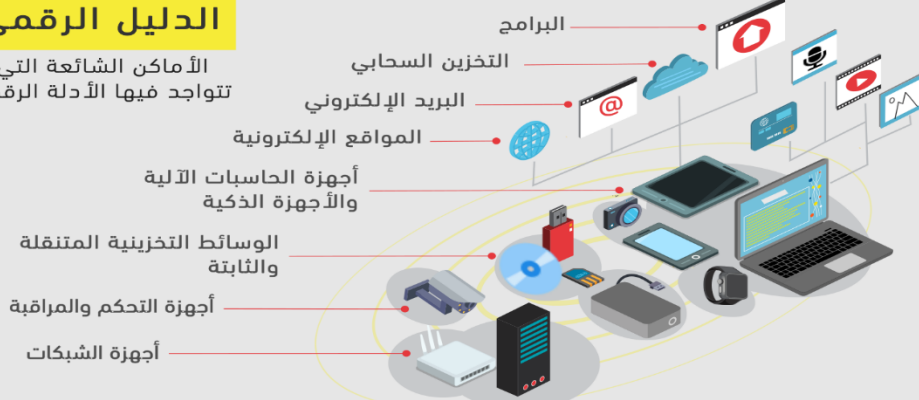 الدليل الرقمي
الأماكن الشائعة التي
تتواجد فيها الأدلة
البرامج
التخزين السحابي
البريد الإلكتروني
@
المواقع الإلكترونية
أجهزة الحاسبات الآلية
والأجهزة الذكية
الوسائط التخزينية المتنقلة
والثابتة
أجهزة التحكم والمراقبة
أجهزة الشبكات